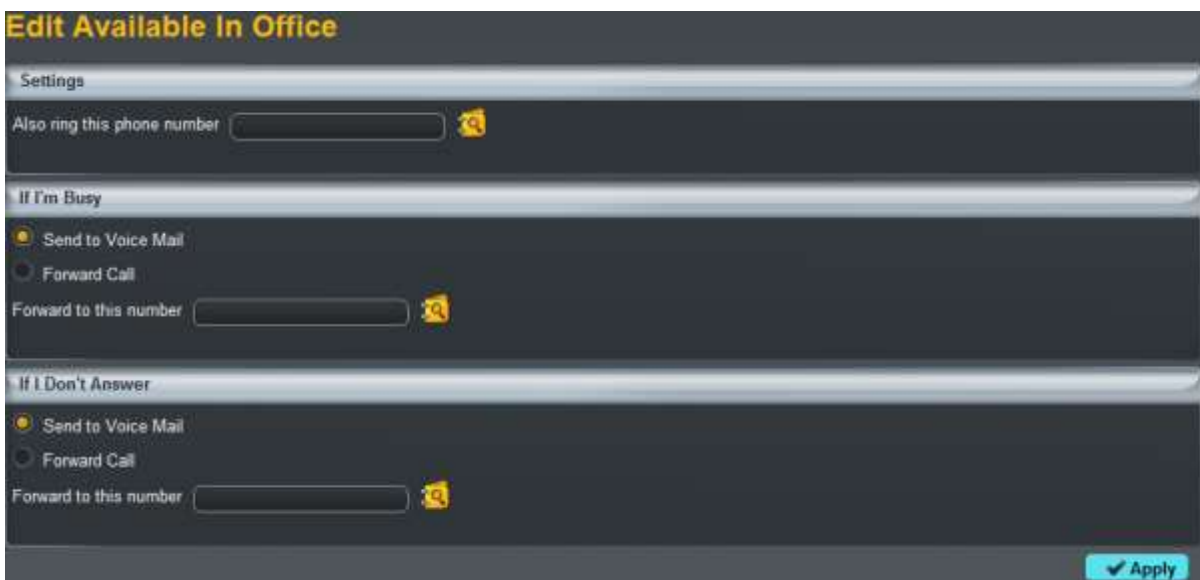 Edit Available In Office
Settings
Also ring this phone number
If I'm Busy
Send to Voice Mail
Forward Call
Forward to this number
If I Don't Answer
Send to Voice Mail
Forward Call
Forward to this number
Apply